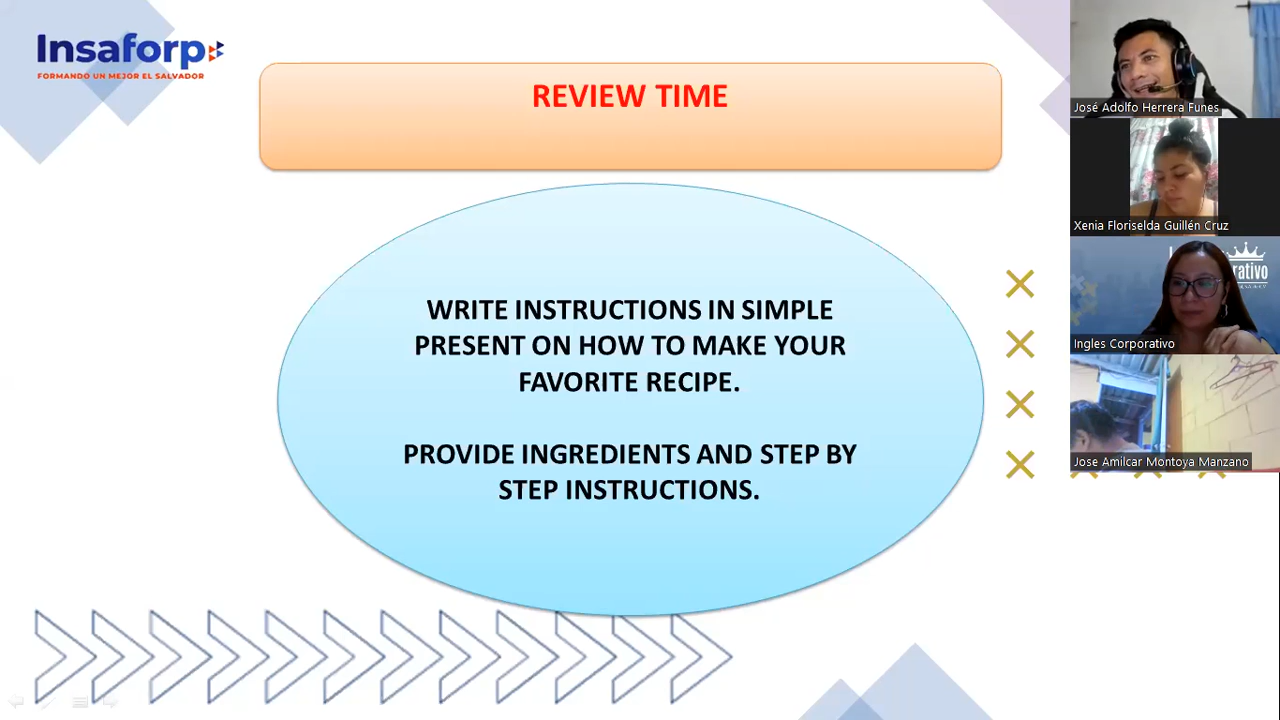 Insaforp
FORMANDO UN MEJOR EL SALVADOR
REVIEW TIME
WRITE INSTRUCTIONS IN SIMPLE
PRESENT ON HOW TO MAKE YOUR
FAVORITE RECIPE.
PROVIDE INGREDIENTS AND STEP BY
STEP INSTRUCTIONS.
José Adolfo Herrera Funes
Xenia Floriselda Guillén Cruz
Ingles Corporativo
Jose Amilcar Montoya Manzano